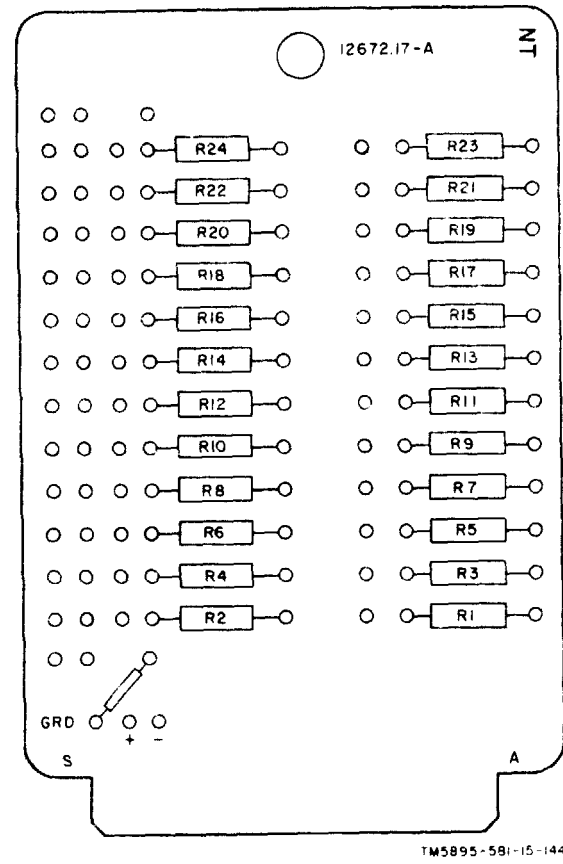 12672.17-A
NT
R24 R23
R22 R21
R20 R19
R18 R17
R16 R15
R14 R13
R12 R11
R10 R9
R8 R7
R6 R5
R4 R3
R2 R1
GRD + -
S A
TM5895-581-15-144